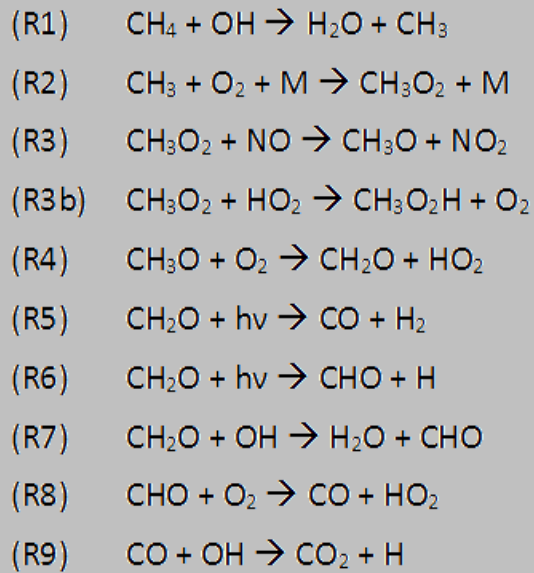 (R1) CH₄ + OH → H₂O + CH₃
(R2) CH₃ + O₂ + M → CH₃O₂ + M
(R3) CH₃O₂ + NO → CH₃O + NO₂
(R3b) CH₃O₂ + HO₂ → CH₃O₂H + O₂
(R4) CH₃O + O₂ → CH₂O + HO₂
(R5) CH₂O + hν → CO + H₂
(R6) CH₂O + hν → CHO + H
(R7) CH₂O + OH → H₂O + CHO
(R8) CHO + O₂ → CO + HO₂
(R9) CO + OH → CO₂ + H